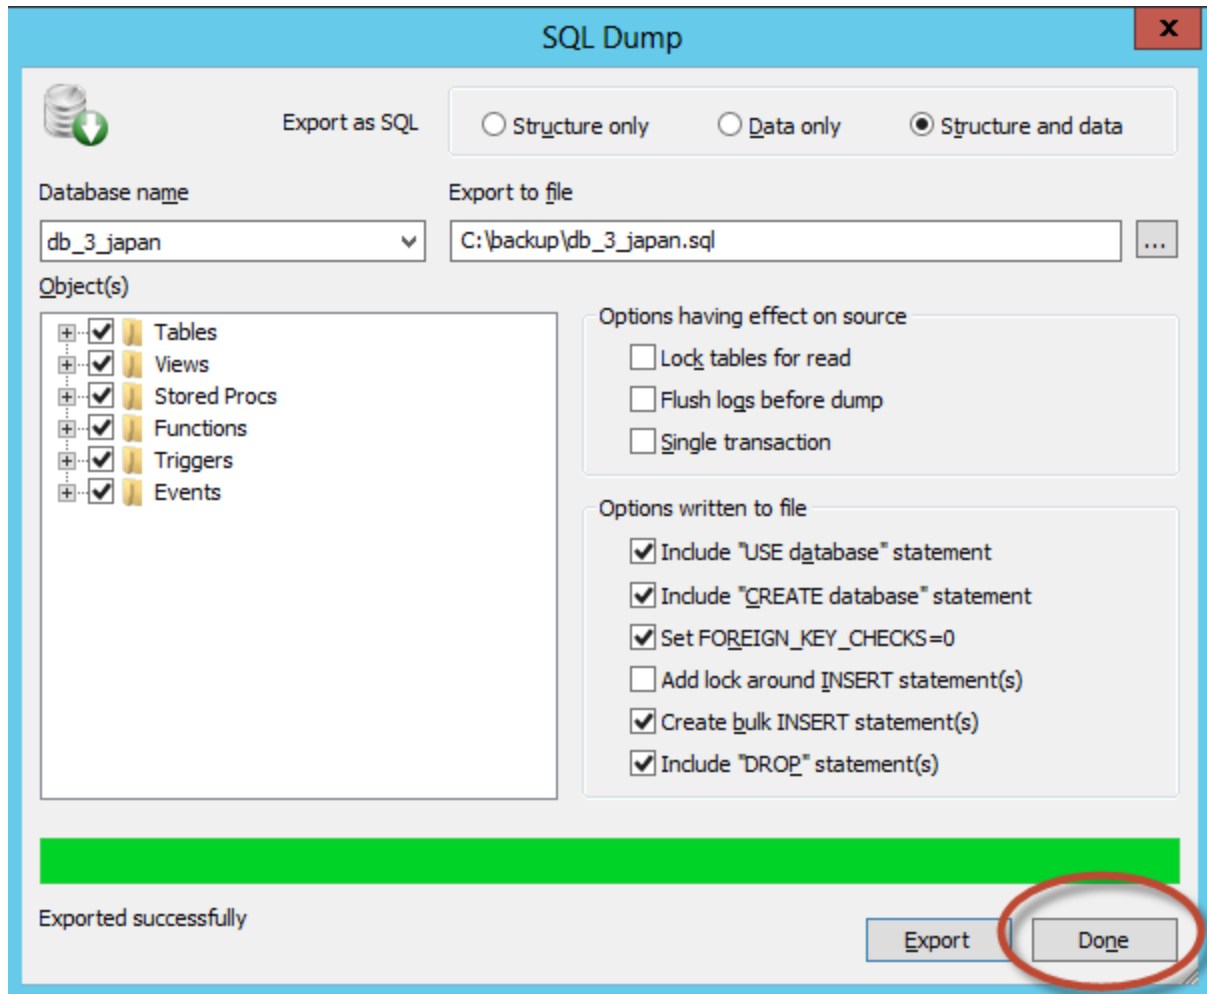 SQL Dump
x
Export as SQL
Structure only
Data only
Structure and data
Database name
Export to file
db_3_japan
C:\backup\db_3_japan.sql
...
Object(s)
Tables
Views
Stored Procs
Functions
Triggers
Events
Options having effect on source
Lock tables for read
Flush logs before dump
Single transaction
Options written to file
Include "USE database" statement
Include "CREATE database" statement
Set FOREIGN_KEY_CHECKS=0
Add lock around INSERT statement(s)
Create bulk INSERT statement(s)
Include "DROP" statement(s)
Exported successfully
Export
Done